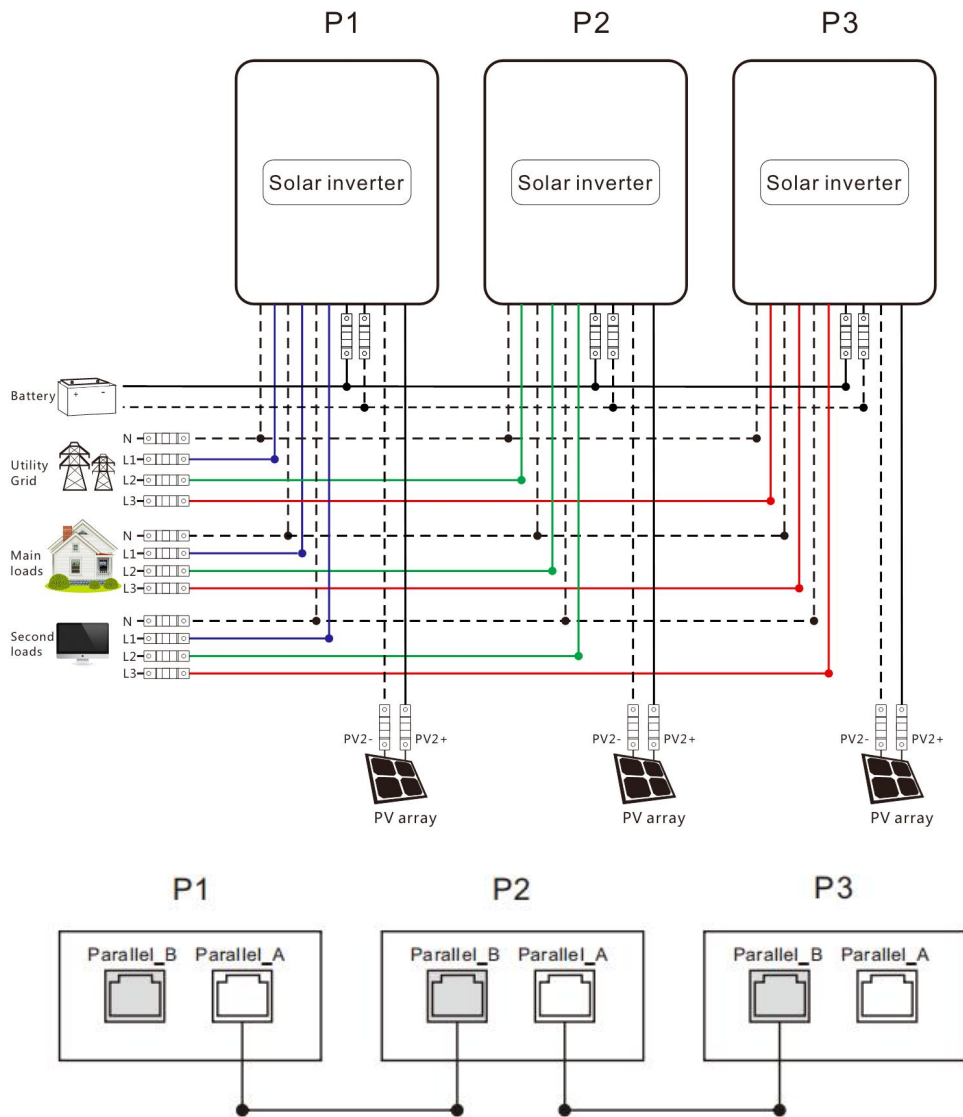 P1
P2
P3
Solar inverter
Solar inverter
Solar inverter
Battery
+ -
Utility
Grid
N
L1
L2
L3
Main
loads
N
L1
L2
L3
Second
loads
N
L1
L2
L3
PV2- PV2+
PV2- PV2+
PV2- PV2+
PV array
PV array
PV array
P1
P2
P3
Parallel_B Parallel_A
Parallel_B Parallel_A
Parallel_B Parallel_A